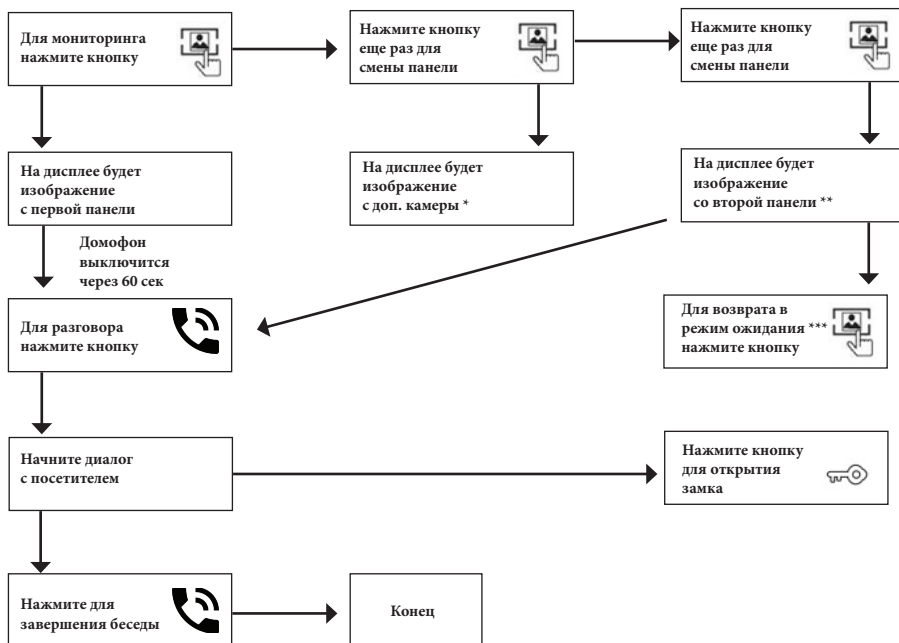 Для мониторинга
нажмите кнопку
Нажмите кнопку
еще раз для
смены панели
Нажмите кнопку
еще раз для
смены панели
На дисплее будет
изображение
с первой панели
На дисплее будет
изображение
с доп. камеры *
На дисплее будет
изображение
со второй панели **
Домофон
выключится
через 60 сек
Для разговора
нажмите кнопку
Для возврата в
режим ожидания ***
нажмите кнопку
Начните диалог
с посетителем
Нажмите кнопку
для открытия
замка
Нажмите для
завершения беседы
Конец